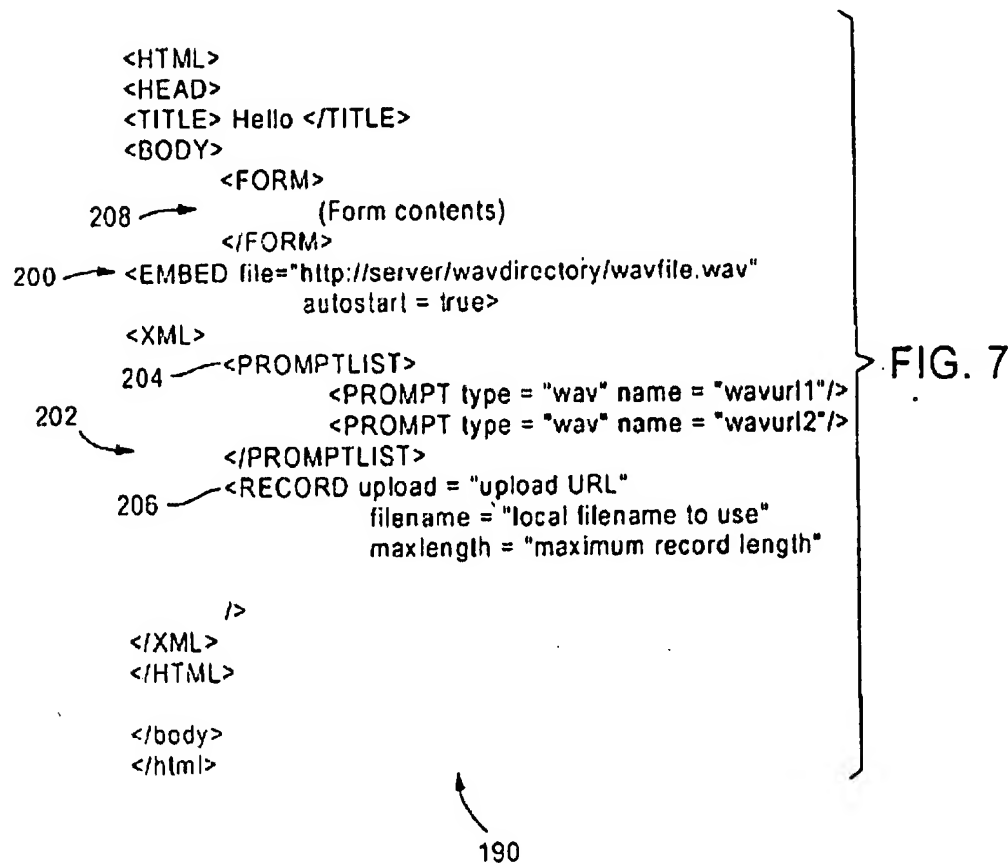 <HTML>
<HEAD>
<TITLE> Hello </TITLE>
<BODY>
<FORM>
208
(Form contents)
</FORM>
200
<EMBED file="http://server/wavdirectory/wavfile.wav"
autostart = true>
<XML>
204
<PROMPTLIST>
<PROMPT type = "wav" name = "wavurl1"/>
<PROMPT type = "wav" name = "wavurl2"/>
202
</PROMPTLIST>
206
<RECORD upload = "upload URL"
filename = "local filename to use"
maxlength = "maximum record length"
/>
</XML>
</HTML>
</body>
</html>
190
FIG. 7